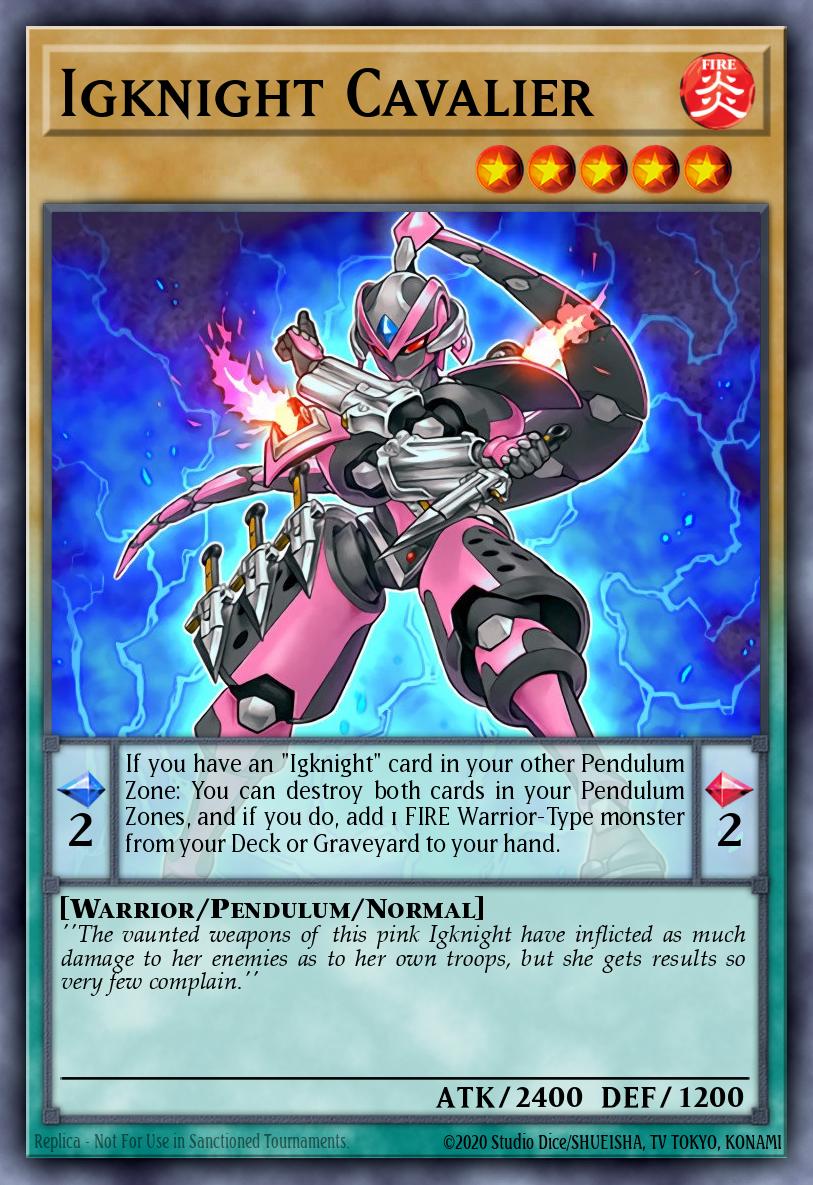 Igknight Cavalier
FIRE
炎
If you have an "Igknight" card in your other Pendulum
Zone: You can destroy both cards in your Pendulum
Zones, and if you do, add 1 FIRE Warrior-Type monster
from your Deck or Graveyard to your hand.
2
2
[Warrior/Pendulum/Normal]
''The vaunted weapons of this pink Igknight have inflicted as much
damage to her enemies as to her own troops, but she gets results so
very few complain.''
ATK/2400 DEF/1200
Replica - Not For Use in Sanctioned Tournaments.
©2020 Studio Dice/SHUEISHA, TV TOKYO, KONAMI